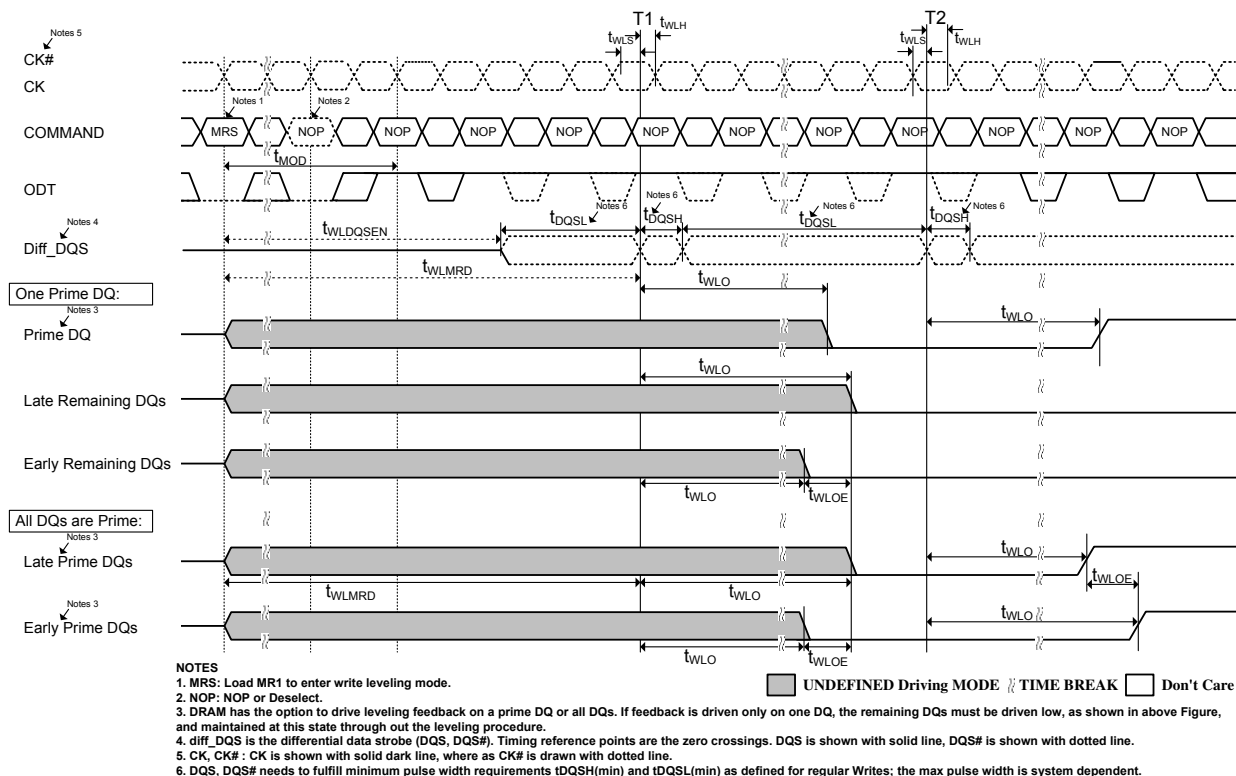 T1 T2
tWLS tWLH tWLS tWLH
Notes 5
CK#
CK
Notes 1 Notes 2
COMMAND MRS NOP NOP NOP NOP NOP NOP NOP NOP NOP NOP
tMOD
ODT
Notes 6 Notes 6 Notes 6 Notes 6
Notes 4
tDQSL tDQSH tDQSL tDQSH
tWLDQSEN
Diff_DQS
tWLMRD
tWLO
One Prime DQ:
Notes 3
Prime DQ
tWLO
tWLO
Late Remaining DQs
Early Remaining DQs
tWLO tWLOE
All DQs are Prime:
Notes 3
Late Prime DQs
tWLO
tWLMRD tWLO tWLOE
Notes 3
Early Prime DQs
tWLO
tWLO tWLOE
NOTES
1. MRS: Load MR1 to enter write leveling mode.
UNDEFINED Driving MODE TIME BREAK Don't Care
2. NOP: NOP or Deselect.
3. DRAM has the option to drive leveling feedback on a prime DQ or all DQs. If feedback is driven only on one DQ, the remaining DQs must be driven low, as shown in above Figure,
and maintained at this state through out the leveling procedure.
4. diff_DQS is the differential data strobe (DQS, DQS#). Timing reference points are the zero crossings. DQS is shown with solid line, DQS# is shown with dotted line.
5. CK, CK# : CK is shown with solid dark line, where as CK# is drawn with dotted line.
6. DQS, DQS# needs to fulfill minimum pulse width requirements tDQSH(min) and tDQSL(min) as defined for regular Writes; the max pulse width is system dependent.